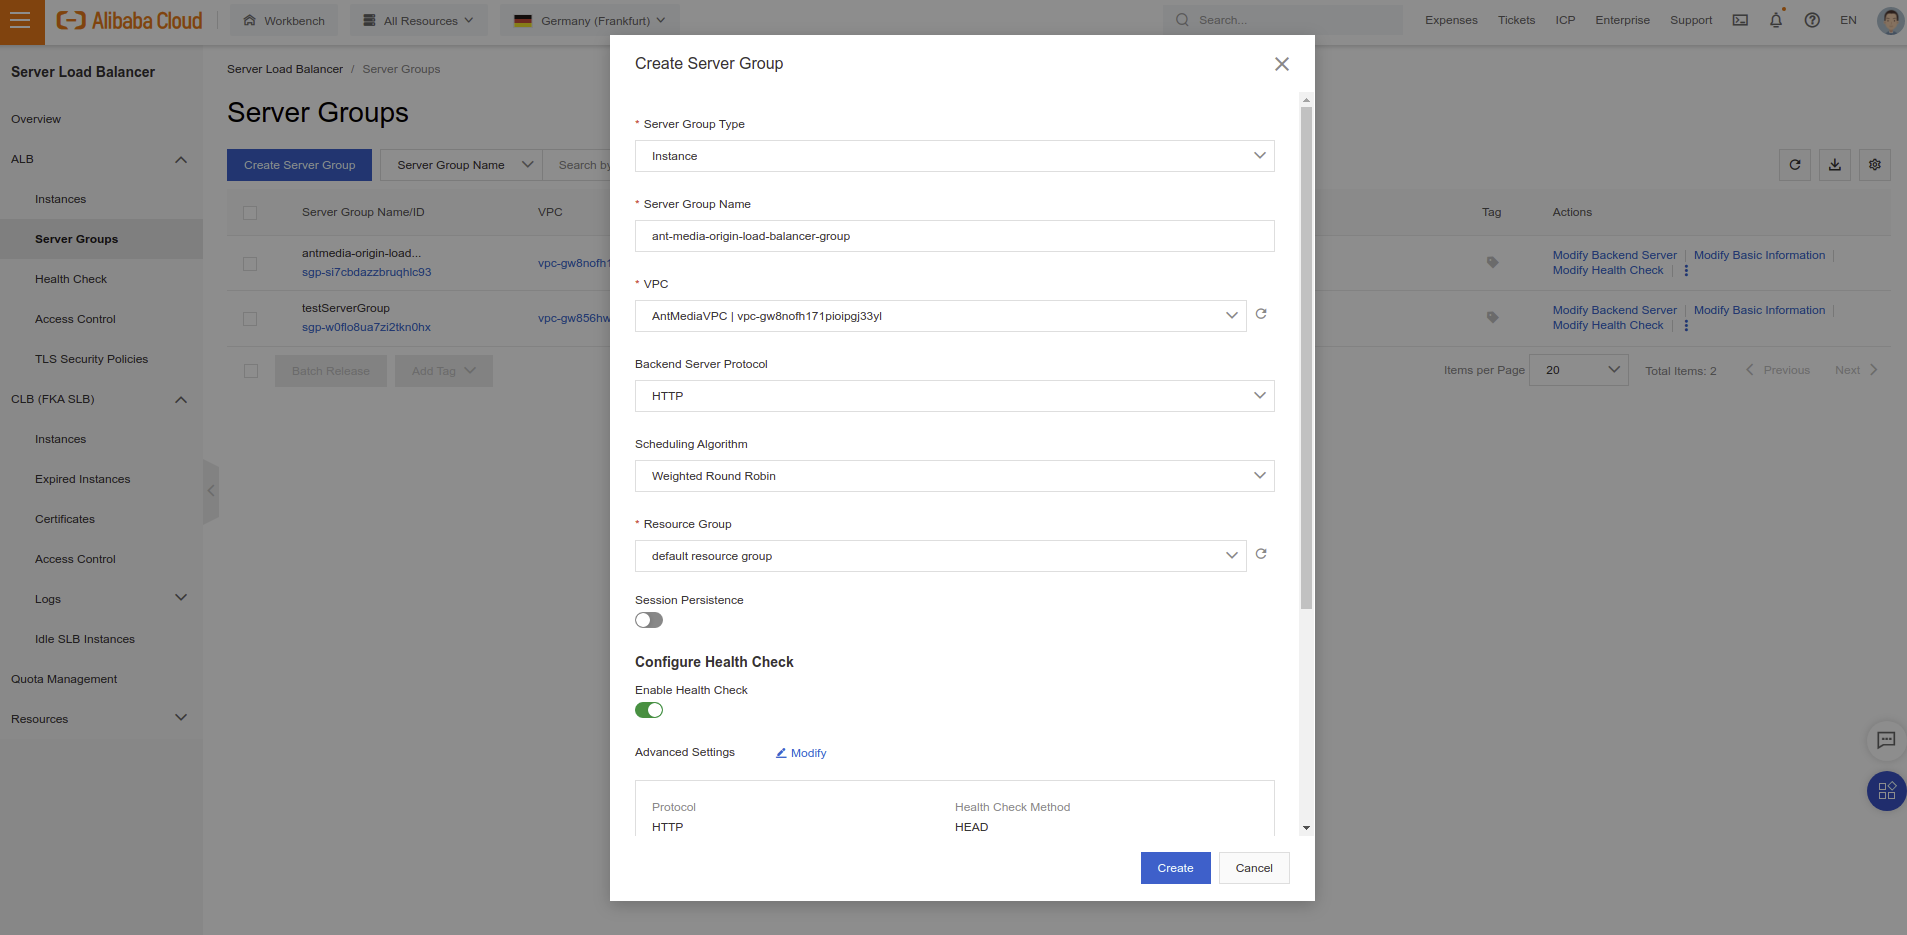 Alibaba Cloud
Workbench
All Resources
Germany (Frankfurt)
Search...
Expenses
Tickets
ICP
Enterprise
Support
EN
Server Load Balancer
Overview
ALB
Instances
Server Groups
Health Check
Access Control
TLS Security Policies
CLB (FKA SLB)
Instances
Expired Instances
Certificates
Access Control
Logs
Idle SLB Instances
Quota Management
Resources
Server Load Balancer / Server Groups
Server Groups
Create Server Group
Server Group Name
Search by
Server Group Name/ID
VPC
Tag
Actions
antmedia-origin-load...
sgp-si7cbdazzbruqhlc93
vpc-gw8nofh1
Modify Backend Server | Modify Basic Information |
Modify Health Check |
testServerGroup
sgp-w0flo8ua7zi2tkn0hx
vpc-gw856hw
Modify Backend Server | Modify Basic Information |
Modify Health Check |
Batch Release
Add Tag
Items per Page
20
Total Items: 2
Previous
Next
Create Server Group
* Server Group Type
Instance
* Server Group Name
ant-media-origin-load-balancer-group
* VPC
AntMediaVPC | vpc-gw8nofh171pioipgj33yl
Backend Server Protocol
HTTP
Scheduling Algorithm
Weighted Round Robin
* Resource Group
default resource group
Session Persistence
Configure Health Check
Enable Health Check
Advanced Settings
Modify
Protocol
Health Check Method
HTTP
HEAD
Create
Cancel